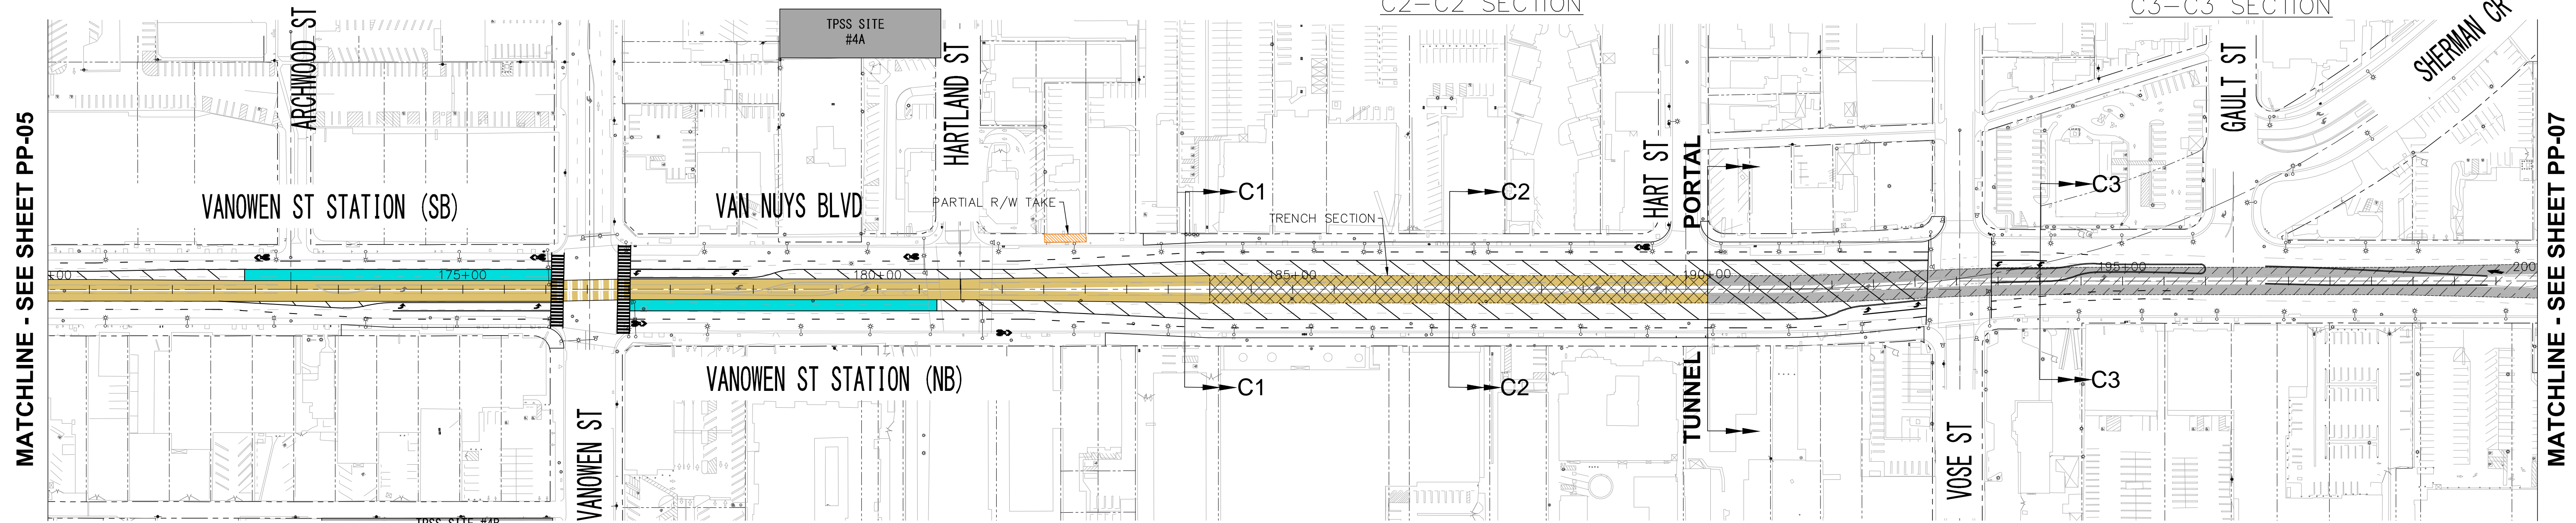 C2-C2 SECTION
C3-C3 SECTION
TPSS SITE
#4A
ARCHWOOD ST
HARTLAND ST
GAULT ST
SHERMAN CR
MATCHLINE - SEE SHEET PP-05
MATCHLINE - SEE SHEET PP-07
HART ST
PORTAL
VANOWEN ST STATION (SB)
VAN NUYS BLVD
PARTIAL R/W TAKE
C1
C2
C3
TRENCH SECTION
+00
175+00
180+00
185+00
190+00
195+00
200
VANOWEN ST STATION (NB)
C1
C2
C3
TUNNEL
VANOWEN ST
VOSE ST
TPSS SITE #4B